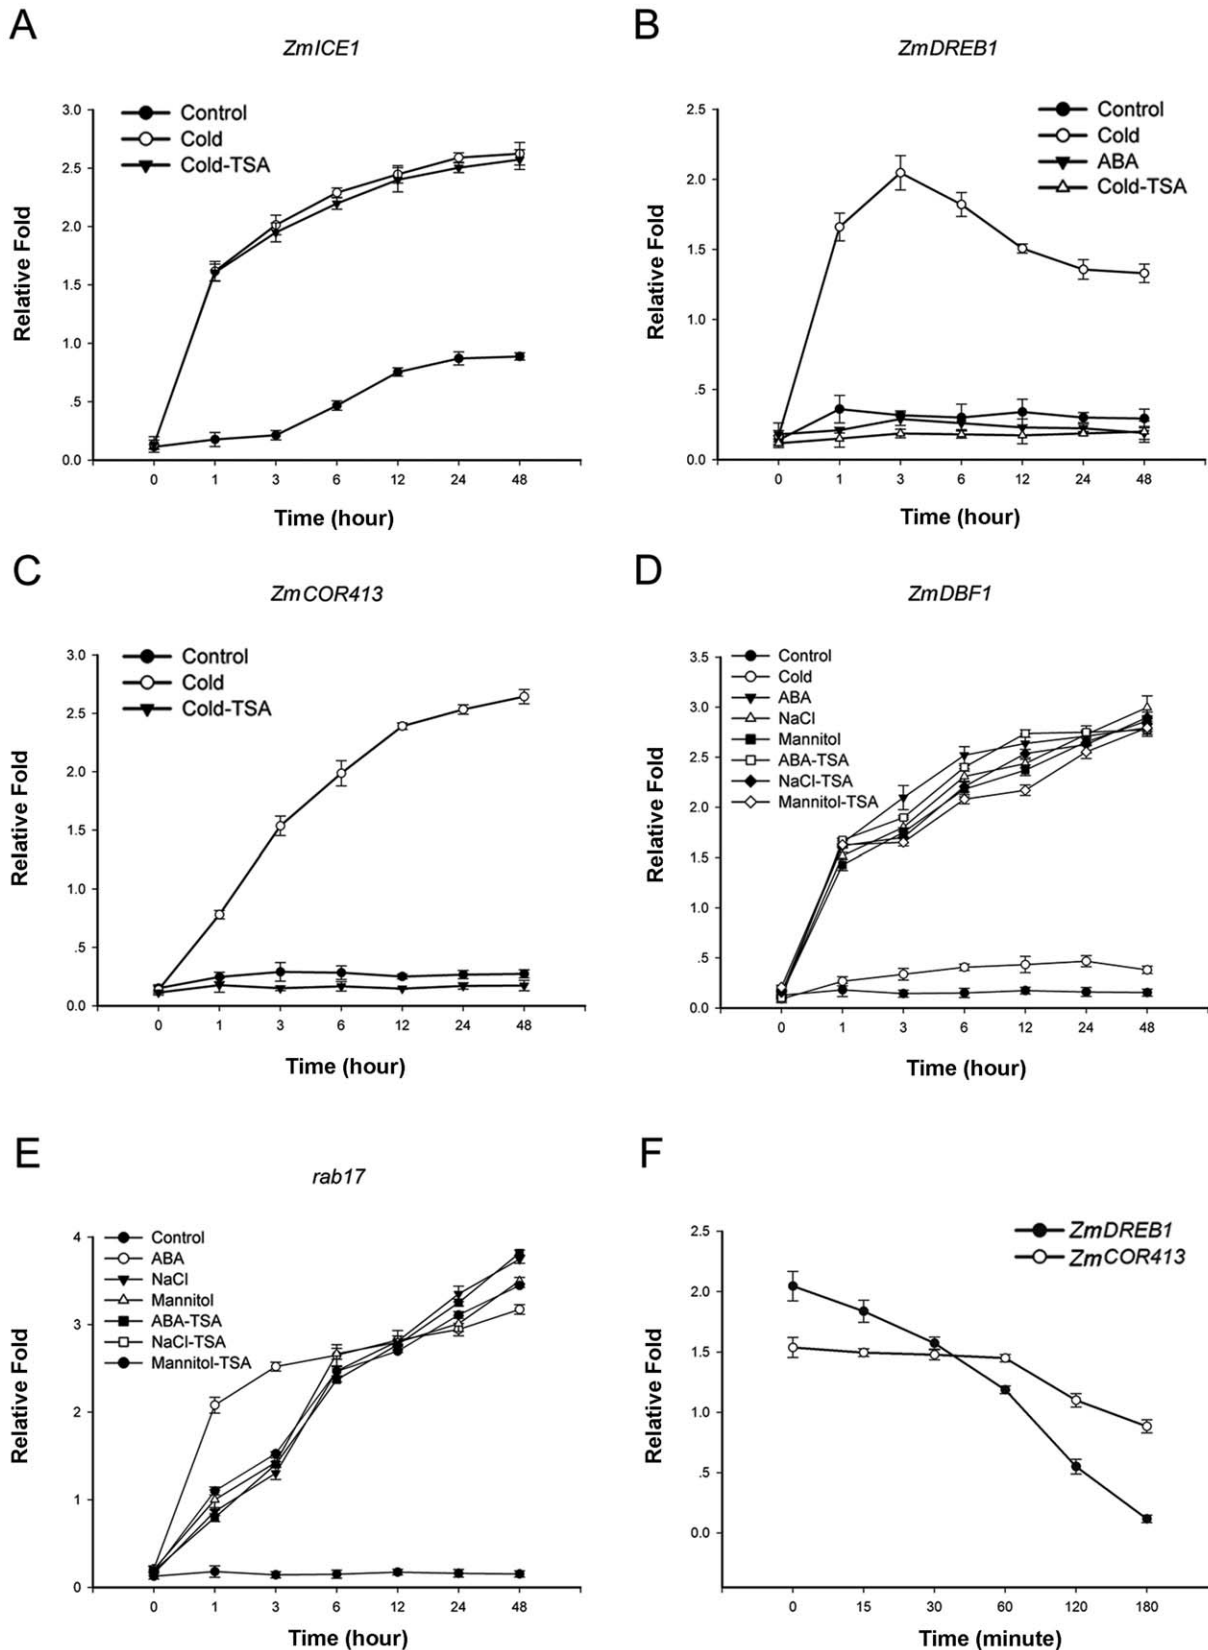 A
ZmICE1
Control
Cold
Cold-TSA
3.0
2.5
2.0
1.5
1.0
.5
0.0
Relative Fold
0 1 3 6 12 24 48
Time (hour)
B
ZmDREB1
Control
Cold
ABA
Cold-TSA
2.5
2.0
1.5
1.0
.5
0.0
Relative Fold
0 1 3 6 12 24 48
Time (hour)
C
ZmCOR413
Control
Cold
Cold-TSA
3.0
2.5
2.0
1.5
1.0
.5
0.0
Relative Fold
0 1 3 6 12 24 48
Time (hour)
D
ZmDBF1
Control
Cold
ABA
NaCl
Mannitol
ABA-TSA
NaCl-TSA
Mannitol-TSA
3.5
3.0
2.5
2.0
1.5
1.0
.5
0.0
Relative Fold
0 1 3 6 12 24 48
Time (hour)
E
rab17
Control
ABA
NaCl
Mannitol
ABA-TSA
NaCl-TSA
Mannitol-TSA
4
3
2
1
0
Relative Fold
0 1 3 6 12 24 48
Time (hour)
F
ZmDREB1
ZmCOR413
2.5
2.0
1.5
1.0
.5
0.0
Relative Fold
0 15 30 60 120 180
Time (minute)